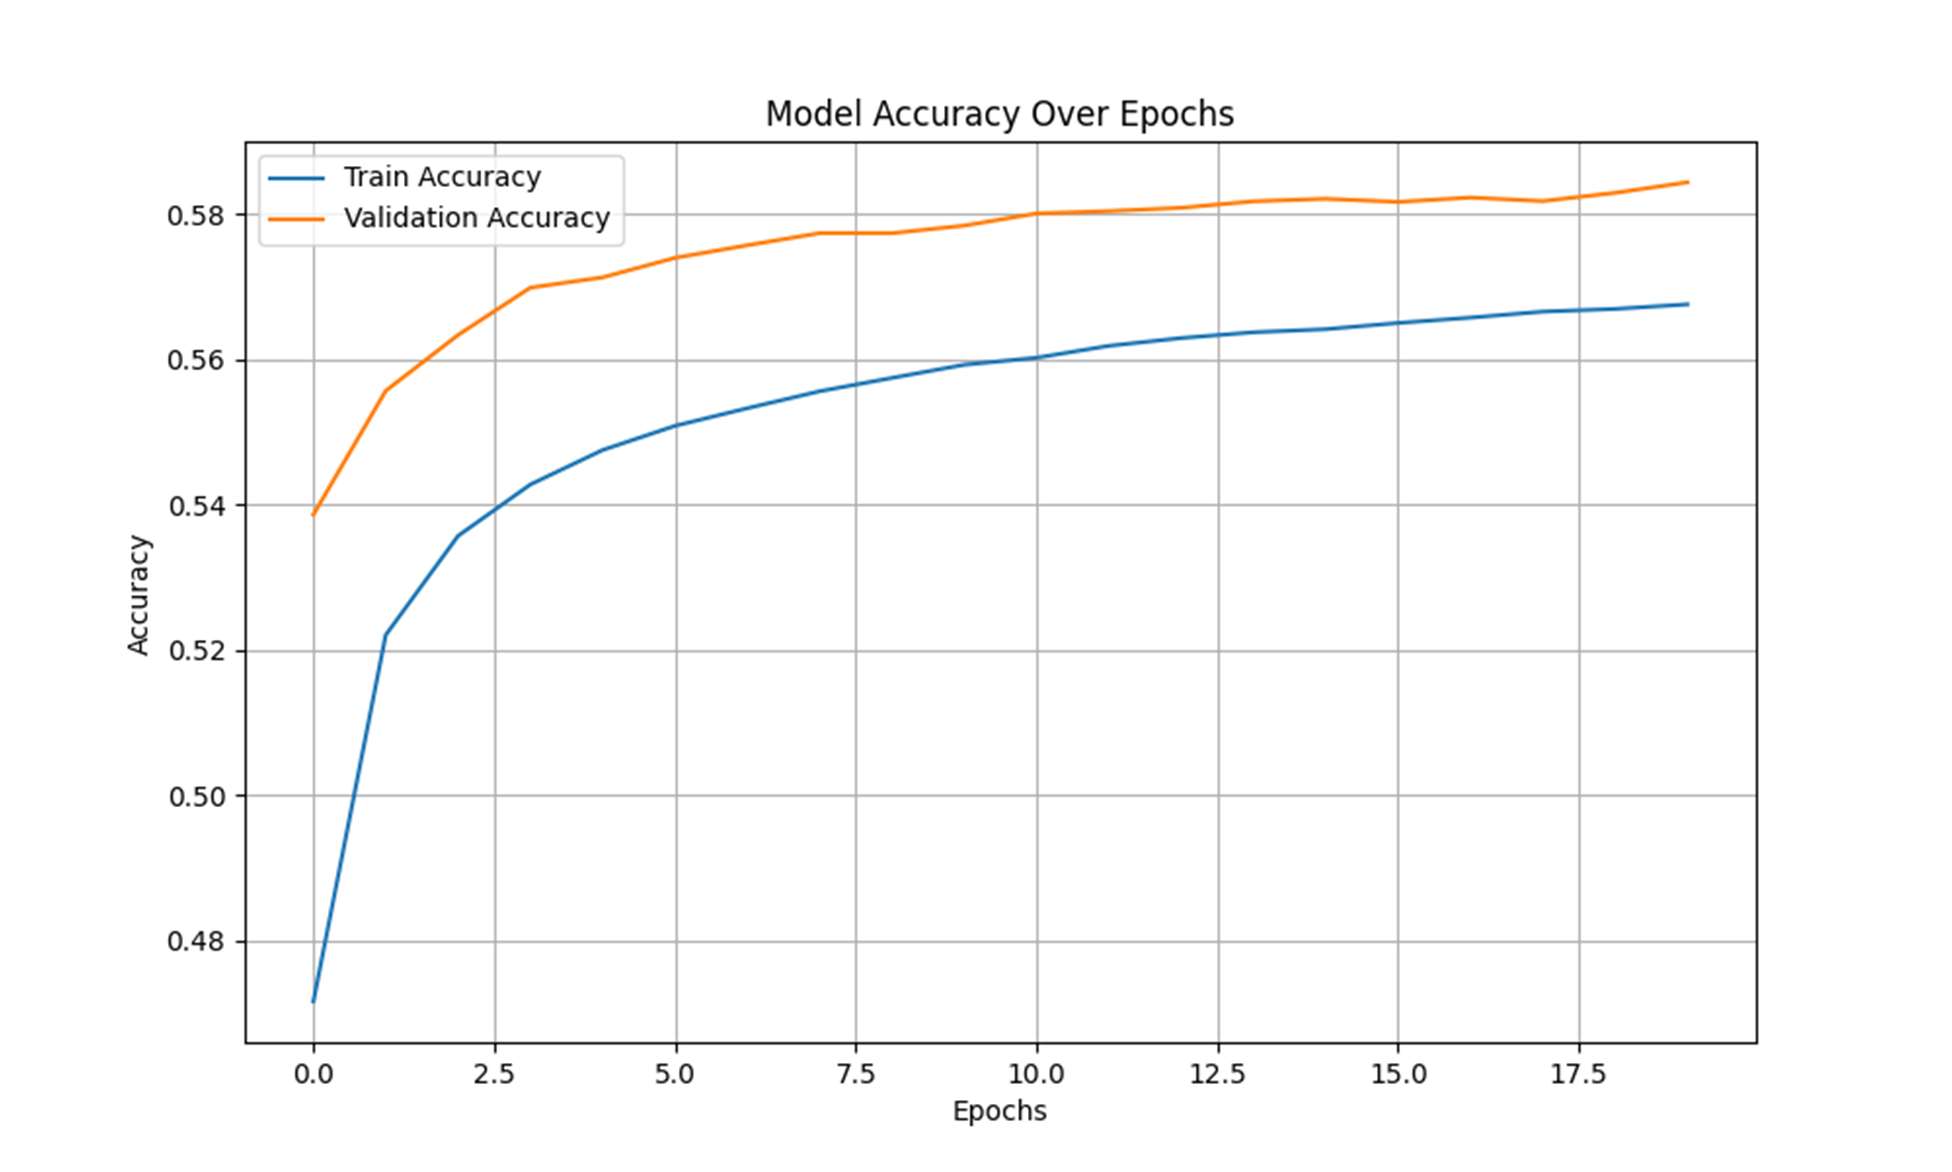 Model Accuracy Over Epochs
Train Accuracy
Validation Accuracy
0.58
0.56
0.54
0.52
0.50
0.48
Accuracy
0.0 2.5 5.0 7.5 10.0 12.5 15.0 17.5
Epochs